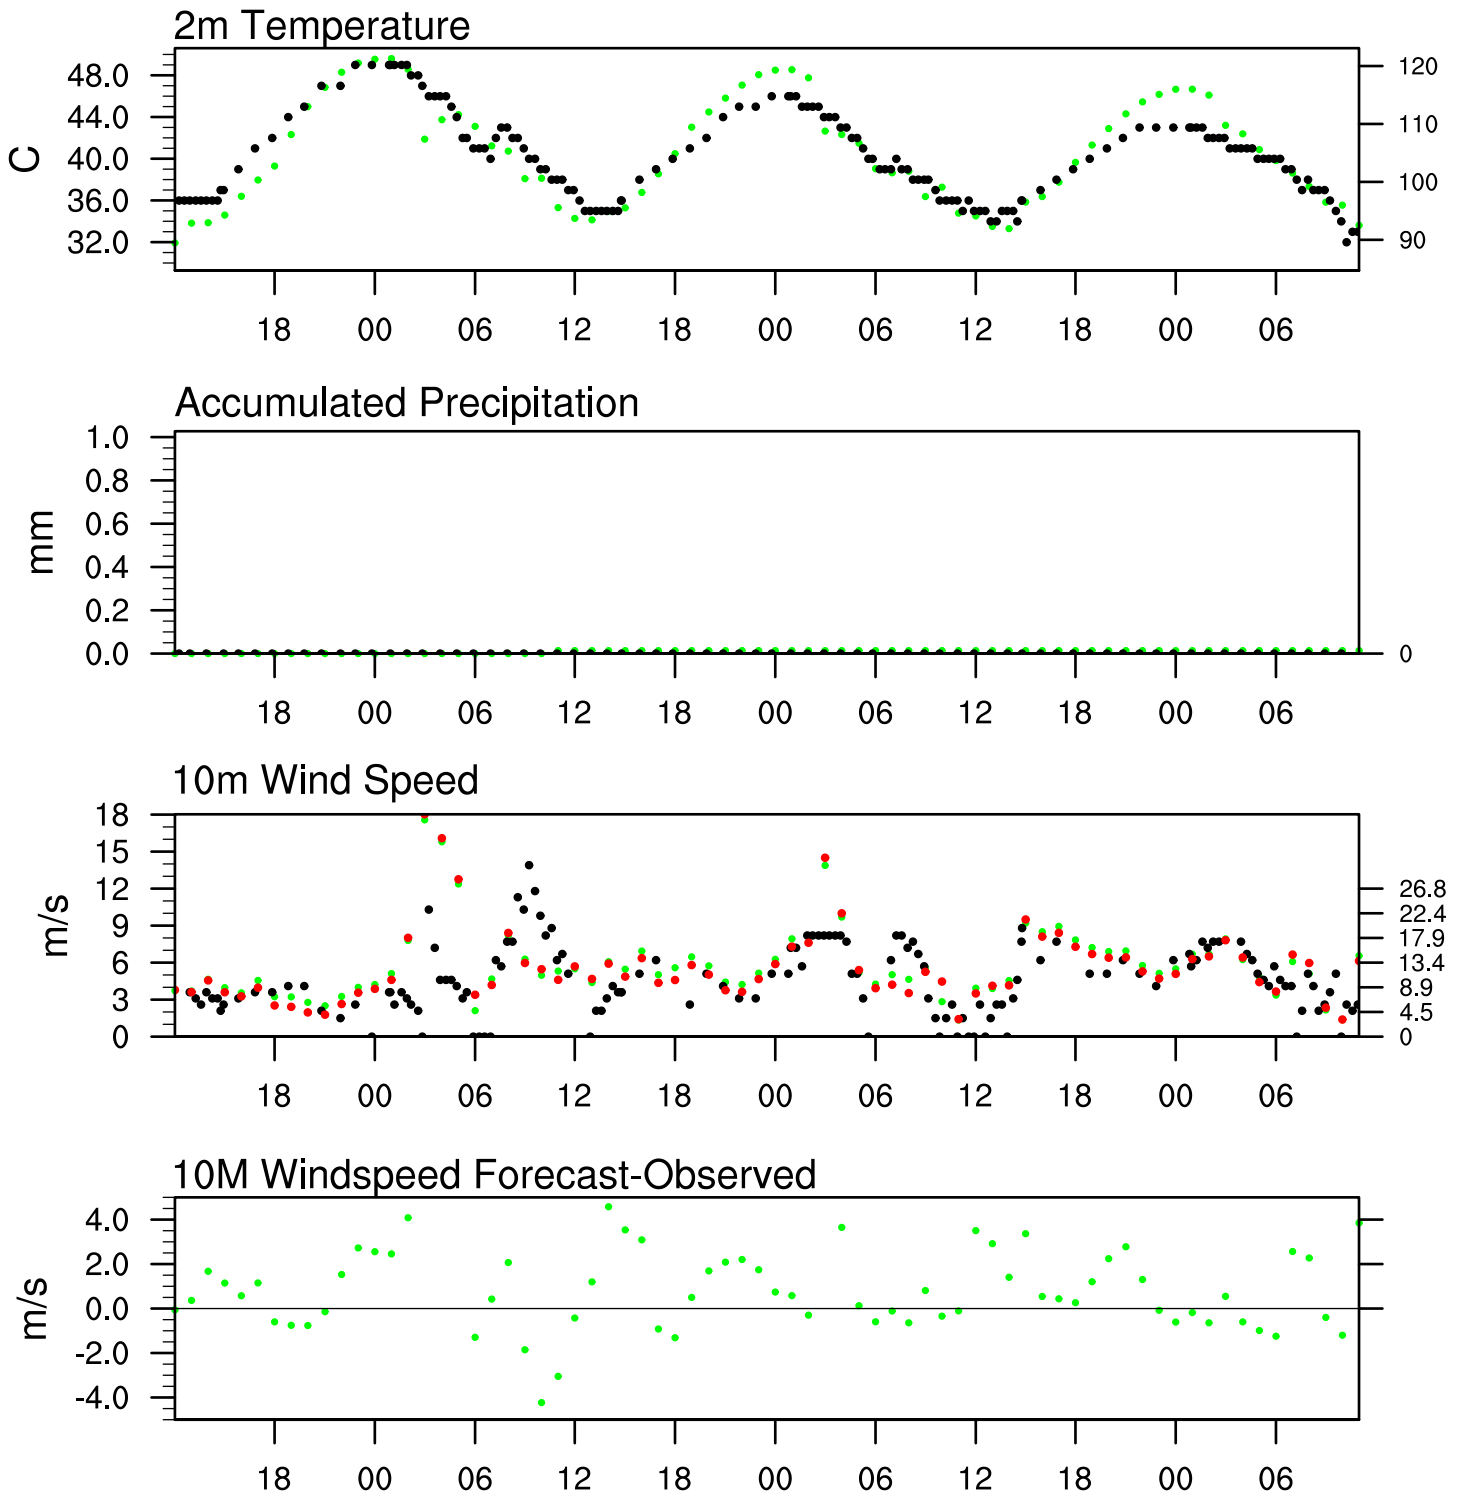 2m Temperature
48.0
44.0
40.0
36.0
32.0
C
120
110
100
90
18 00 06 12 18 00 06 12 18 00 06
Accumulated Precipitation
1.0
0.8
0.6
0.4
0.2
0.0
mm
0
18 00 06 12 18 00 06 12 18 00 06
10m Wind Speed
18
15
12
9
6
3
0
m/s
26.8
22.4
17.9
13.4
8.9
4.5
0
18 00 06 12 18 00 06 12 18 00 06
10M Windspeed Forecast-Observed
4.0
2.0
0.0
-2.0
-4.0
m/s
18 00 06 12 18 00 06 12 18 00 06